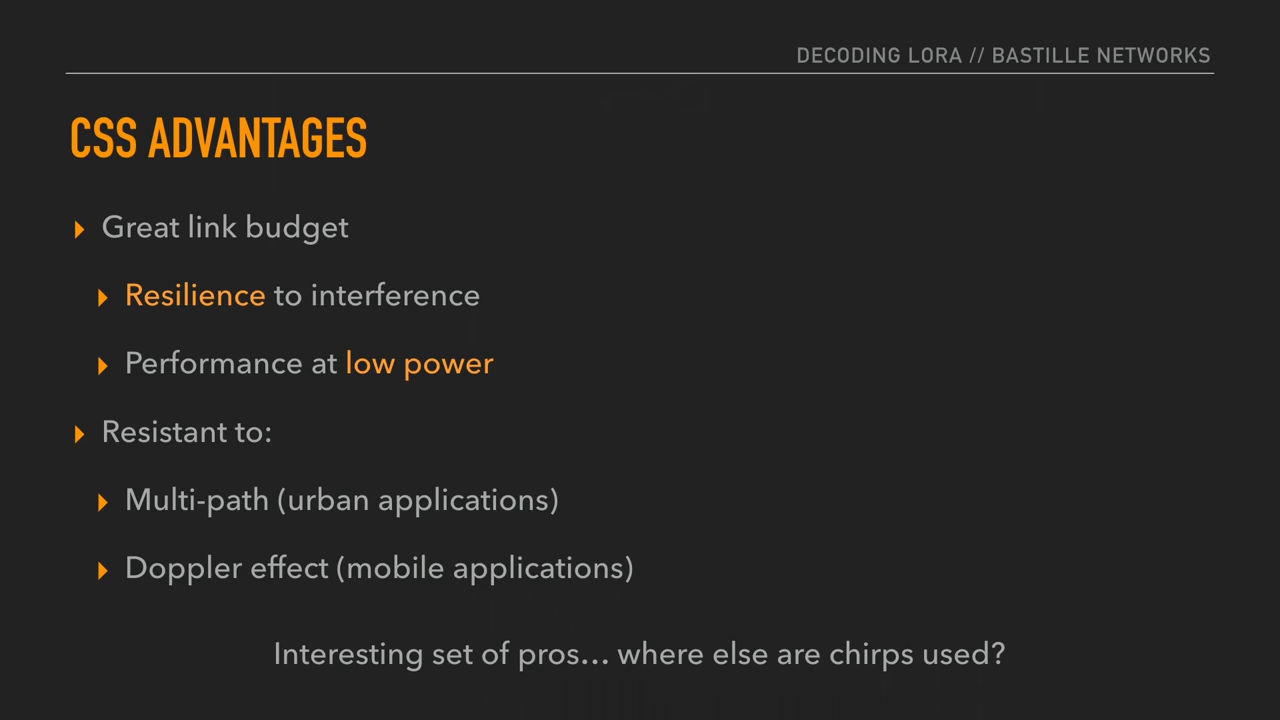 DECODING LORA // BASTILLE NETWORKS
CSS ADVANTAGES
Great link budget
Resilience to interference
Performance at low power
Resistant to:
Multi-path (urban applications)
Doppler effect (mobile applications)
Interesting set of pros... where else are chirps used?